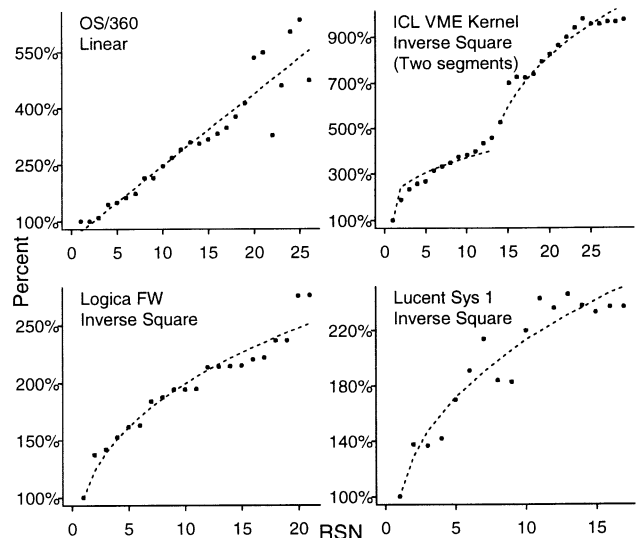 OS/360
Linear
550%
400%
250%
100%
0 5 10 15 20 25
ICL VME Kernel
Inverse Square
(Two segments)
900%
700%
500%
300%
100%
0 5 10 15 20 25
Percent
Logica FW
Inverse Square
250%
200%
150%
100%
0 5 10 15 20
Lucent Sys 1
Inverse Square
220%
180%
140%
100%
0 5 10 15
RSN